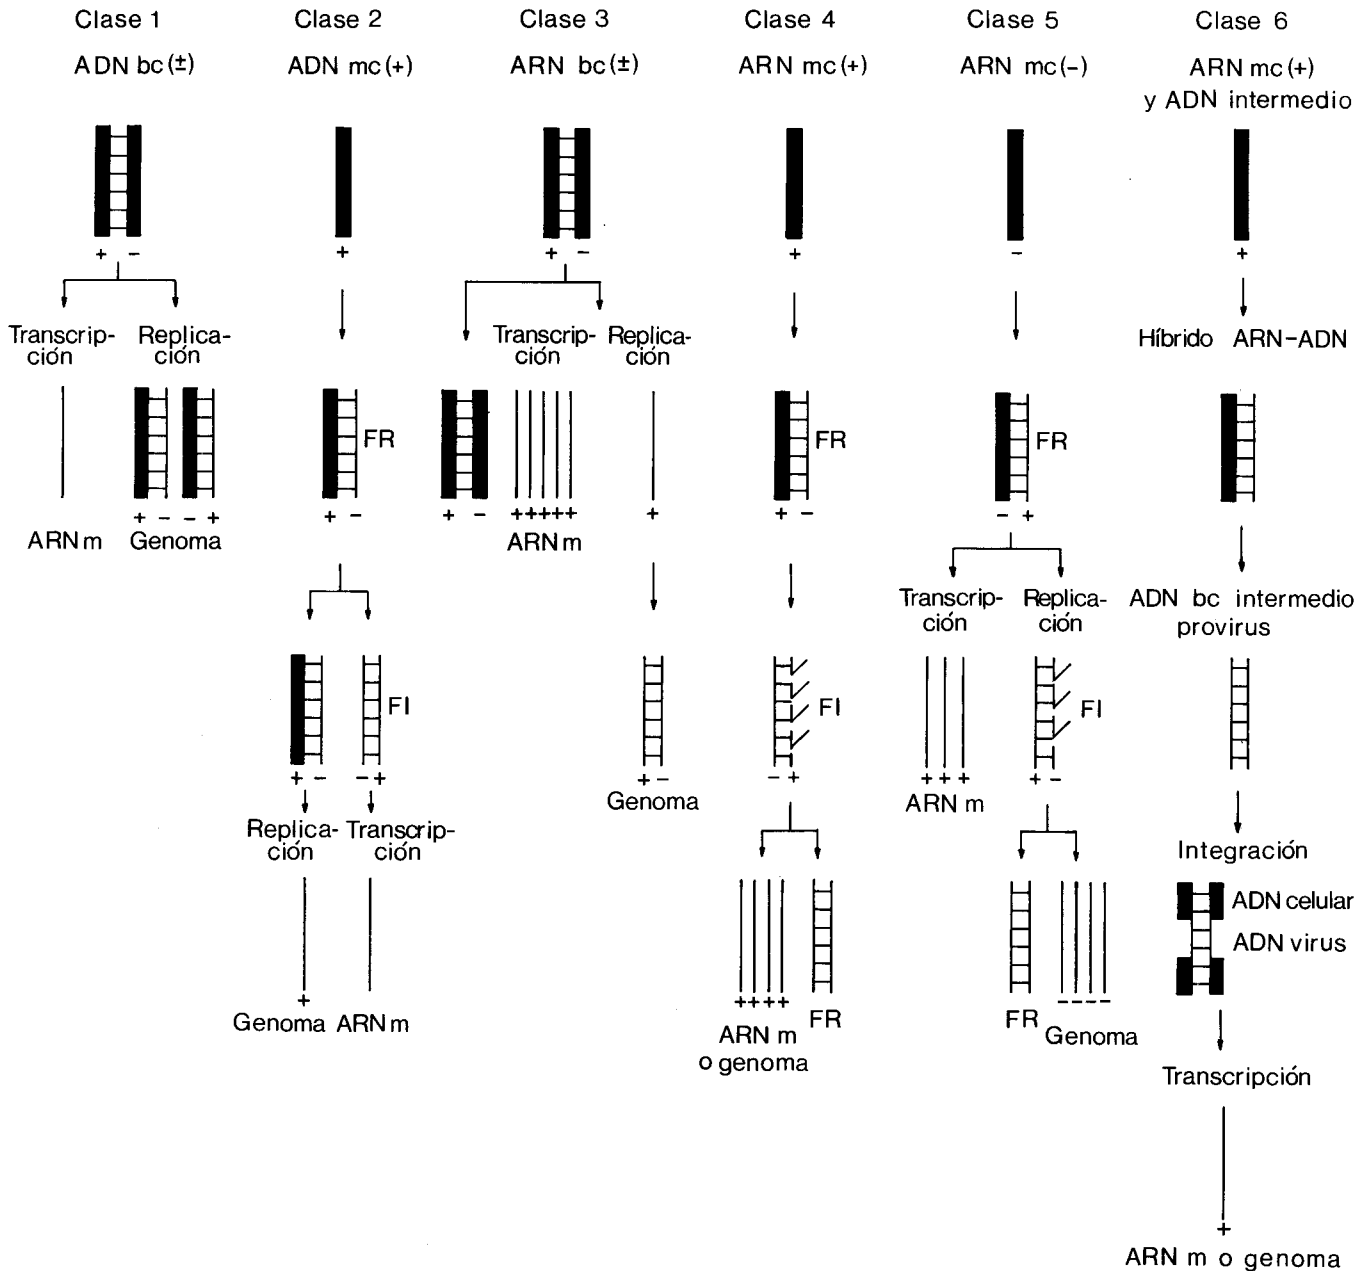 Clase 1
ADN bc (±)
+ −
Transcrip-
ción
Replica-
ción
+ − − +
ARN m
Genoma
Clase 2
ADN mc (+)
+
FR
+ −
FI
+ − − +
Replica-
ción
Transcrip-
ción
+
Genoma ARN m
Clase 3
ARN bc (±)
+ −
Transcrip-
ción
Replica-
ción
+ − +++++ +
ARN m
+ −
Genoma
Clase 4
ARN mc (+)
+
FR
+ −
FI
− +
++++
ARN m
o genoma
FR
Clase 5
ARN mc (−)
−
FR
− +
Transcrip-
ción
Replica-
ción
FI
+ + + + −
ARN m
FR
−−−−
Genoma
Clase 6
ARN mc (+)
y ADN intermedio
+
Híbrido ARN-ADN
ADN bc intermedio
provirus
Integración
ADN celular
ADN virus
Transcripción
+
ARN m o genoma